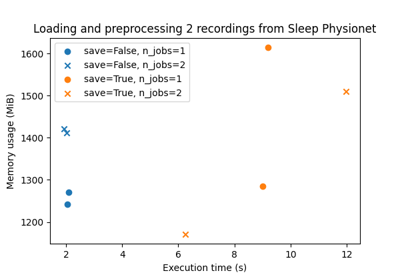 Loading and preprocessing 2 recordings from Sleep Physionet
save=False, n_jobs=1
save=False, n_jobs=2
save=True, n_jobs=1
save=True, n_jobs=2
1600
1500
1400
1300
1200
Memory usage (MiB)
2 4 6 8 10 12
Execution time (s)